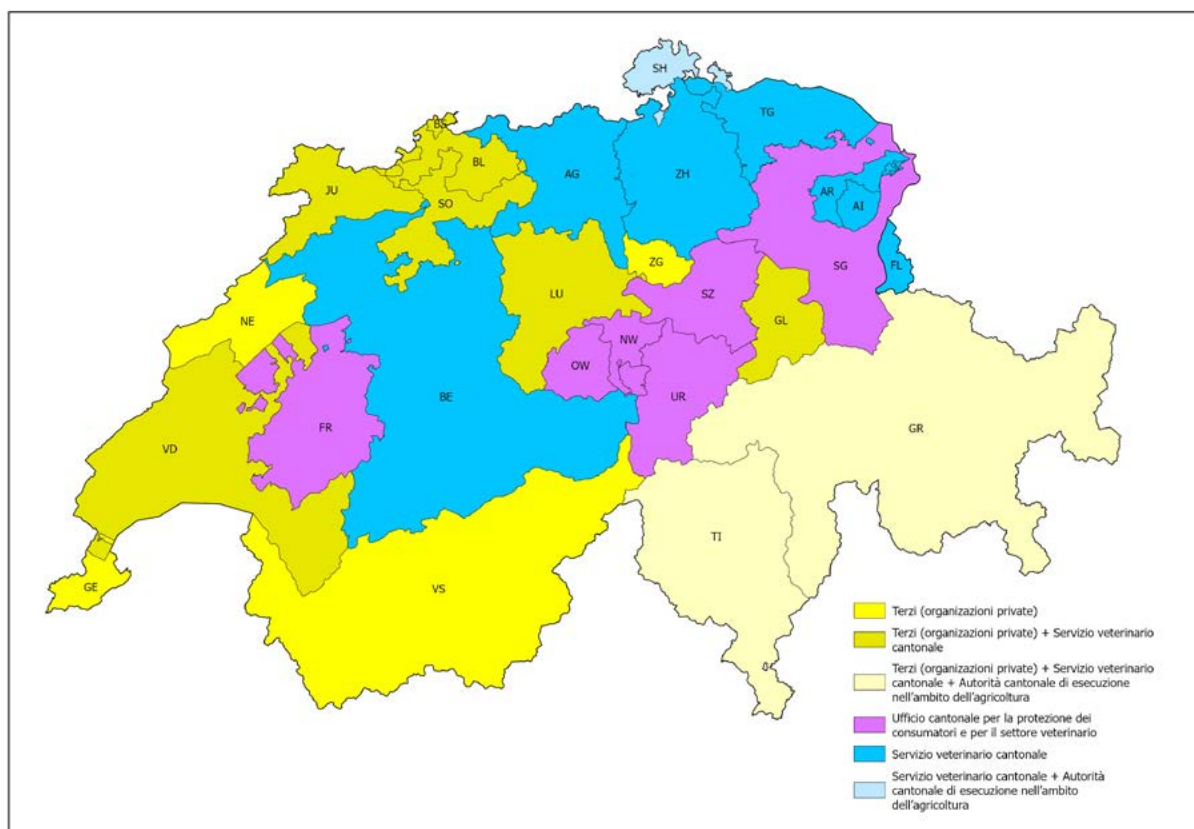 SH
TG
BS
BL
AG
ZH
JU
AR
AI
SO
ZG
SG
FL
LU
SZ
NE
GL
NW
OW
UR
BE
GR
FR
VD
TI
GE
VS
Terzi (organizazioni private)
Terzi (organizazioni private) + Servizio veterinario
cantonale
Terzi (organizazioni private) + Servizio veterinario
cantonale + Autorità cantonale di esecuzione
nell'ambito dell'agricoltura
Ufficio cantonale per la protezione dei
consumatori e per il settore veterinario
Servizio veterinario cantonale
Servizio veterinario cantonale + Autorità
cantonale di esecuzione nell'ambito
dell'agricoltura